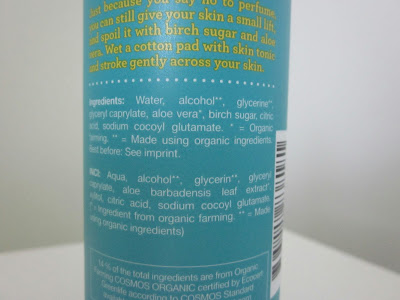 Just because you say no to perfume,
you can still give your skin a small lift,
and spoil it with birch sugar and aloe
vera. Wet a cotton pad with skin tonic
and stroke gently across your skin.
Ingredients: Water, alcohol**, glycerine**,
glyceryl caprylate, aloe vera*, birch sugar, citric
acid, sodium cocoyl glutamate. * = Organic
farming. ** = Made using organic ingredients.
Best before: See imprint.
INCI: Aqua, alcohol**, glycerin**, glyceryl
caprylate, aloe barbadensis leaf extract*,
xylitol, citric acid, sodium cocoyl glutamate.
(* = Ingredient from organic farming. ** = Made
using organic ingredients)
% of the total ingredients are from Organic
Farming COSMOS ORGANIC certified by Ecocert
Greenlife according to COSMOS Standard